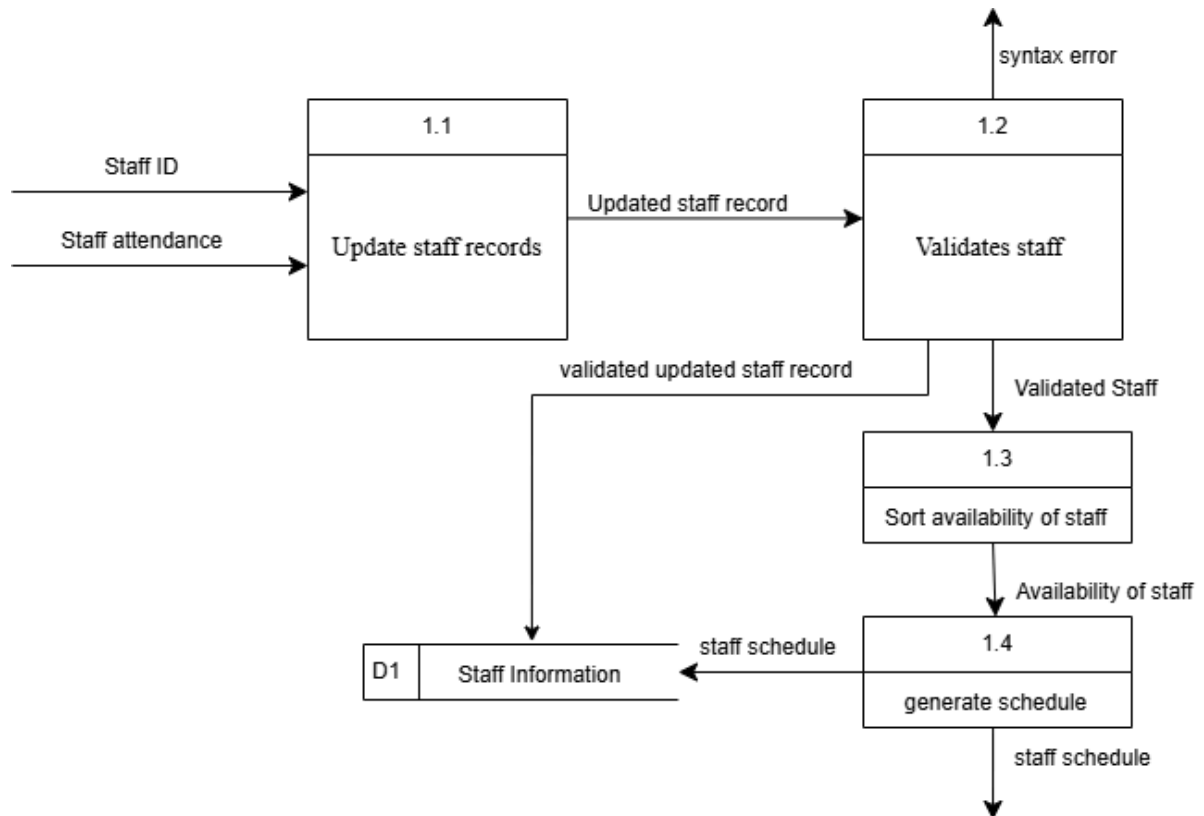 syntax error
1.1
1.2
Staff ID
Updated staff record
Staff attendance
Update staff records
Validates staff
validated updated staff record
Validated Staff
1.3
Sort availability of staff
Availability of staff
1.4
staff schedule
D1
Staff Information
generate schedule
staff schedule